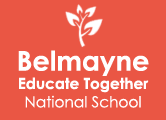 Belmayne
Educate Together
National School